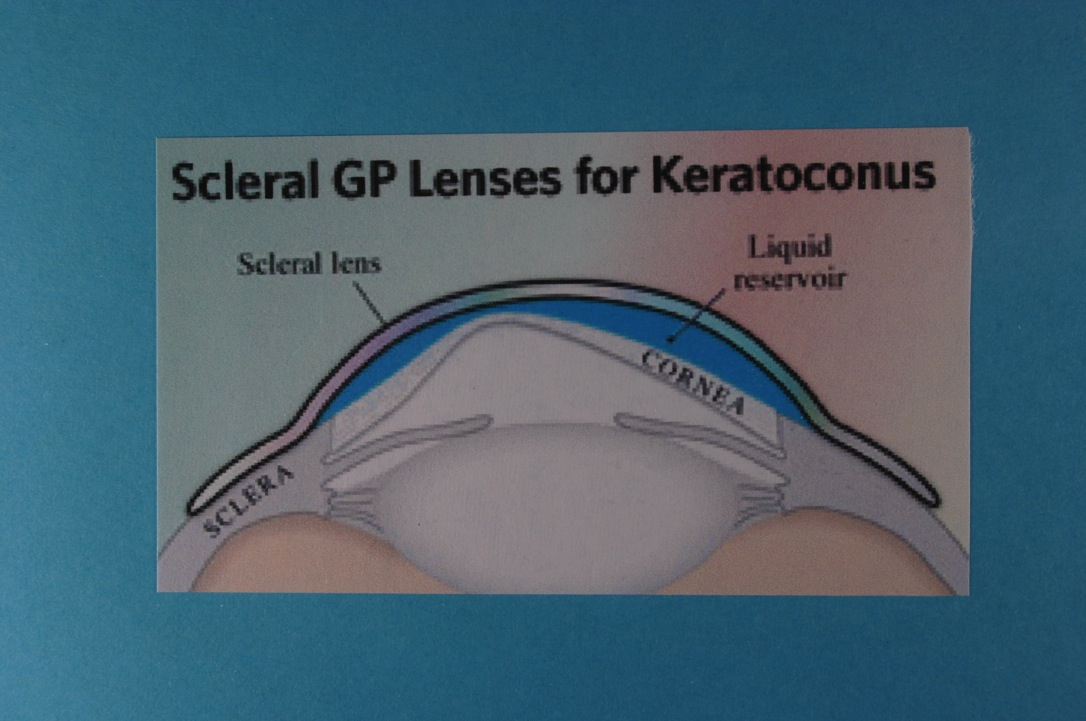 Scleral GP Lenses for Keratoconus
Scleral lens
Liquid
reservoir
CORNEA
SCLERA